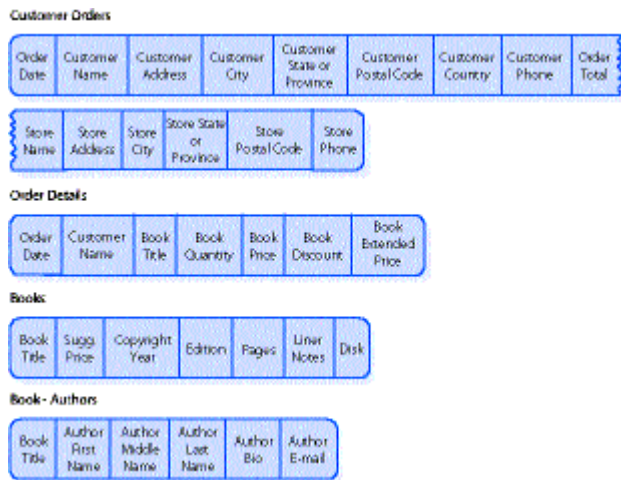 Customer Orders
Order Date
Customer Name
Customer Address
Customer City
Customer State or Province
Customer Postal Code
Customer Country
Customer Phone
Order Total
Store Name
Store Address
Store City
Store State or Province
Store Postal Code
Store Phone
Order Details
Order Date
Customer Name
Book Title
Book Quantity
Book Price
Book Discount
Book Extended Price
Books
Book Title
Sugg. Price
Copyright Year
Edition
Pages
Liner Notes
Disk
Book - Authors
Book Title
Author First Name
Author Middle Name
Author Last Name
Author Bio
Author E-mail